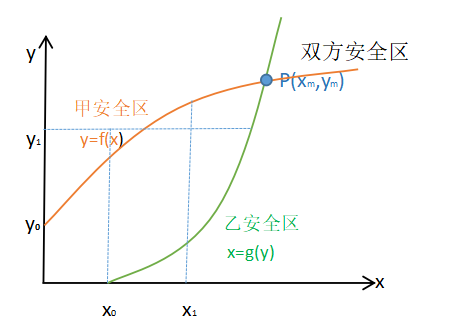 y
双方安全区
P(xₘ,yₘ)
甲安全区
y=f(x)
y₁
y₀
乙安全区
x=g(y)
x
x₀
x₁